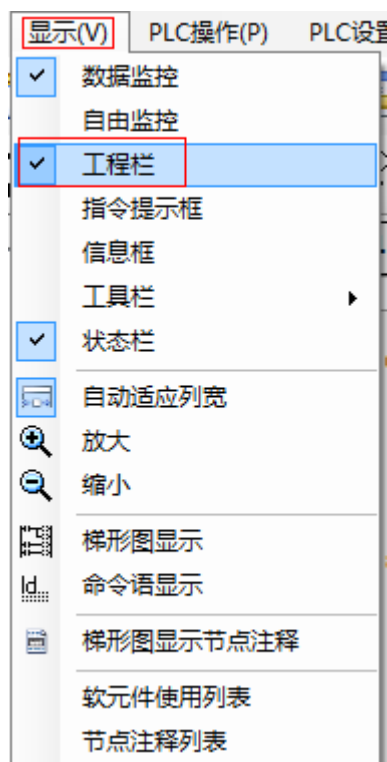 显示(V) PLC操作(P) PLC设
数据监控
自由监控
工程栏
指令提示框
信息框
工具栏
状态栏
自动适应列宽
放大
缩小
梯形图显示
ld... 命令语显示
梯形图显示节点注释
软元件使用列表
节点注释列表